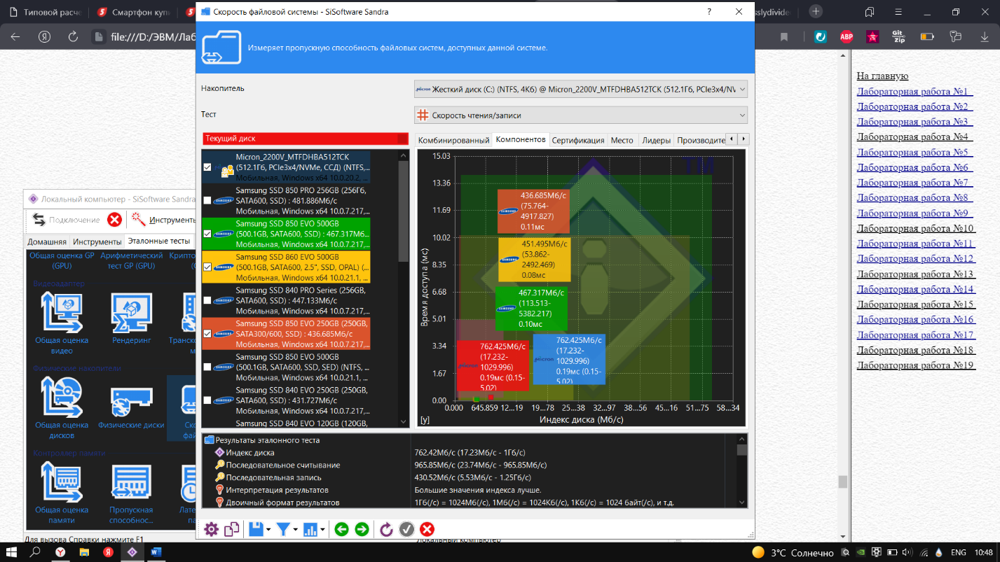 Типовой расче
Смартфон купи
sslydivide
file:///D:/ЭВМ/Лаб
ABP
Git
Zip
Скорость файловой системы - SiSoftware Sandra
?
Измеряет пропускную способность файловых систем, доступных данной системе.
Накопитель
Micron Жесткий диск (C:) (NTFS, 4Кб) @ Micron_2200V_MTFDHBA512TCK (512.1Гб, PCIe3x4/NV
Тест
Скорость чтения/записи
Текущий диск
Micron_2200V_MTFDHBA512TCK
(512.1Гб, PCIe3x4/NVMe, ССД) (NTFS,...
Мобильная, Windows x64 10.0.20.2, ...
Samsung SSD 850 PRO 256GB (256Гб,
SATA600, SSD) : 481.886Мб/с
Мобильная, Windows x64 10.0.7.217,...
Samsung SSD 850 EVO 500GB
(500.1GB, SATA600, SSD) : 467.317Мб...
Мобильная, Windows x64 10.0.7.217,...
Samsung SSD 860 EVO 500GB
(500.1GB, SATA600, 2.5", SSD, OPAL) (...
Мобильная, Windows x64 10.0.21.1, ...
Samsung SSD 840 PRO Series (256GB,
SATA600, SSD) : 447.133Мб/с
Мобильная, Windows x64 10.0.7.217,...
Samsung SSD 850 EVO 250GB (250GB,
SATA300/600, SSD) : 436.685Мб/с
Мобильная, Windows x64 10.0.7.217,...
Samsung SSD 850 EVO 500GB
(500.1GB, SATA600, SSD, SED) (NTFS, ...
Мобильная, Windows x64 10.0.21.1, ...
Samsung SSD 840 EVO 250GB (250GB,
SATA600, SSD) : 431.727Мб/с
Мобильная, Windows x64 10.0.7.217,...
Samsung SSD 840 EVO 120GB (120GB,
Комбинированный
Компонентов
Сертификация
Место
Лидеры
Производите
TM
15.03
13.36
11.69
10.02
8.35
6.68
5.01
3.34
1.67
0.00
Время доступа (мс)
436.685Мб/с
(75.764-
4917.827)
0.11мс
451.495Мб/с
(53.862-
2492.469)
0.08мс
467.317Мб/с
(113.513-
5382.217)
0.10мс
762.425Мб/с
(17.232-
1029.996)
0.19мс (0.15-
5.02)
762.425Мб/с
(17.232-
1029.996)
0.19мс (0.15-
5.02)
0.000 645.859 12...19 19...78 25...38 32...97 38...56 45...16 51...75 58...34
[y]
Индекс диска (Мб/с)
Результаты эталонного теста
Индекс диска 762.42Мб/с (17.23Мб/с - 1Гб/с)
Последовательное считывание 965.85Мб/с (23.74Мб/с - 965.85Мб/с)
Последовательная запись 430.52Мб/с (5.53Мб/с - 1.25Гб/с)
Интерпретация результатов Большие значения индекса лучше.
Двоичный формат результатов 1Гб(/с) = 1024Мб(/с), 1Мб(/с) = 1024Кб(/с), 1Кб(/с) = 1024 байт(/с), и т.д.
Локальный компьютер - SiSoftware Sandra
Подключение
Инструменты
Домашняя
Инструменты
Эталонные тесты
Общая оценка GP
(GPU)
Арифметический
тест GP (GPU)
Крипто
Видеоадаптер
Общая оценка
видео
Рендеринг
Транско
м
Физические накопители
Общая оценка
дисков
Физические диски
Ско
фай
Контроллер памяти
Общая оценка
памяти
Пропускная
способнос...
Лате
па
Для вызова Справки нажмите F1
Локальный компьютер
На главную
Лабораторная работа №1
Лабораторная работа №2
Лабораторная работа №3
Лабораторная работа №4
Лабораторная работа №5
Лабораторная работа №6
Лабораторная работа №7
Лабораторная работа №8
Лабораторная работа №9
Лабораторная работа №10
Лабораторная работа №11
Лабораторная работа №12
Лабораторная работа №13
Лабораторная работа №14
Лабораторная работа №15
Лабораторная работа №16
Лабораторная работа №17
Лабораторная работа №18
Лабораторная работа №19
3°C Солнечно
ENG
10:48